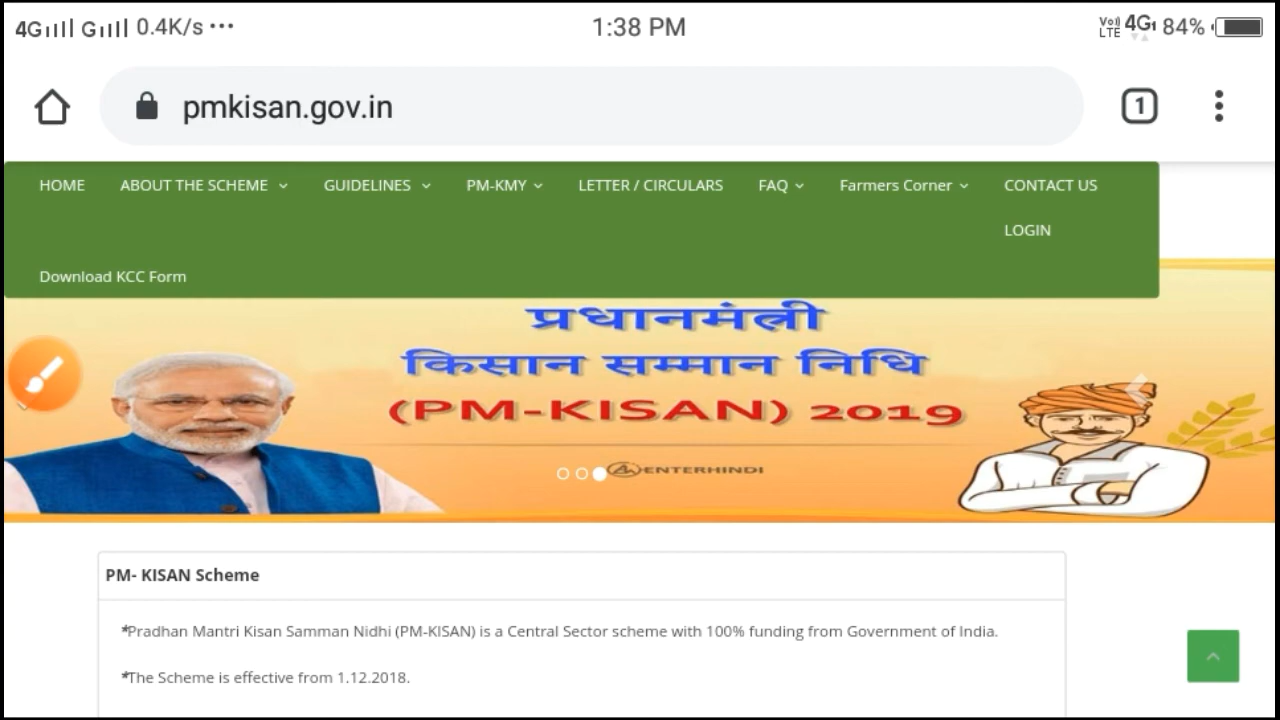 4G G 0.4K/s ··· 1:38 PM Vo) LTE 4G 84%
pmkisan.gov.in 1
HOME ABOUT THE SCHEME GUIDELINES PM-KMY LETTER / CIRCULARS FAQ Farmers Corner CONTACT US
LOGIN
Download KCC Form
प्रधानमंत्री
किसान सम्मान निधि
(PM-KISAN) 2019
ENTERHINDI
PM- KISAN Scheme
*Pradhan Mantri Kisan Samman Nidhi (PM-KISAN) is a Central Sector scheme with 100% funding from Government of India.
*The Scheme is effective from 1.12.2018.